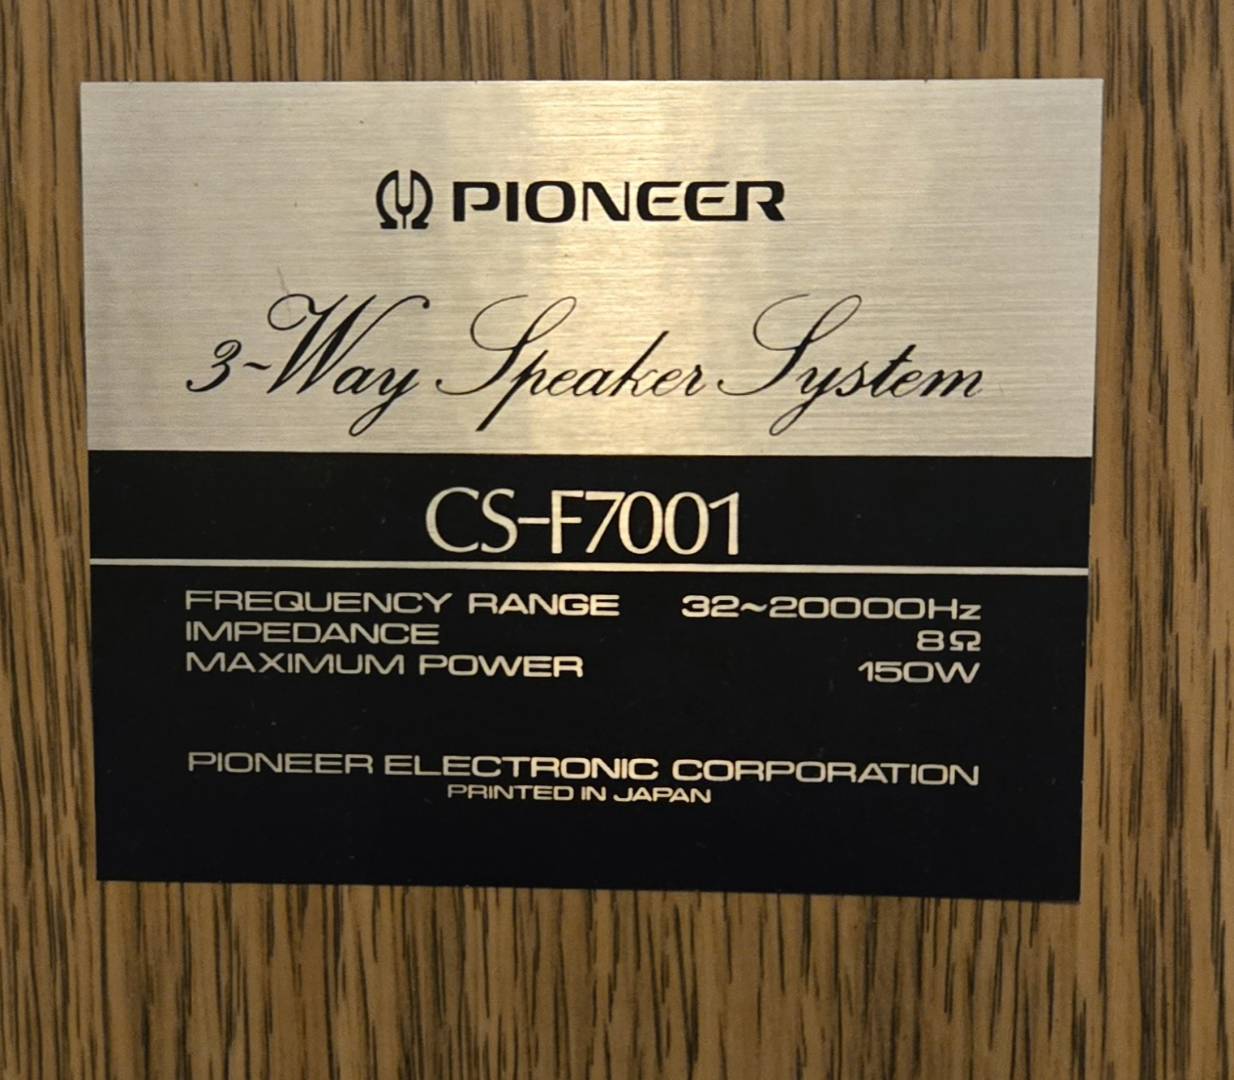 PIONEER
3-Way Speaker System
CS-F7001
FREQUENCY RANGE 32~20000Hz
IMPEDANCE 8Ω
MAXIMUM POWER 150W
PIONEER ELECTRONIC CORPORATION
PRINTED IN JAPAN